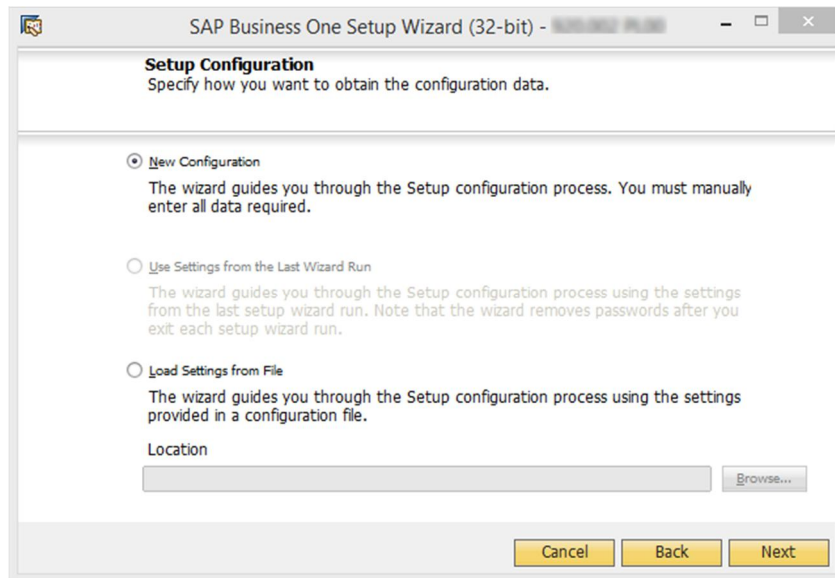 SAP Business One Setup Wizard (32-bit) -
Setup Configuration
Specify how you want to obtain the configuration data.
New Configuration
The wizard guides you through the Setup configuration process. You must manually
enter all data required.
Use Settings from the Last Wizard Run
The wizard guides you through the Setup configuration process using the settings
from the last setup wizard run. Note that the wizard removes passwords after you
exit each setup wizard run.
Load Settings from File
The wizard guides you through the Setup configuration process using the settings
provided in a configuration file.
Location
Browse...
Cancel Back Next